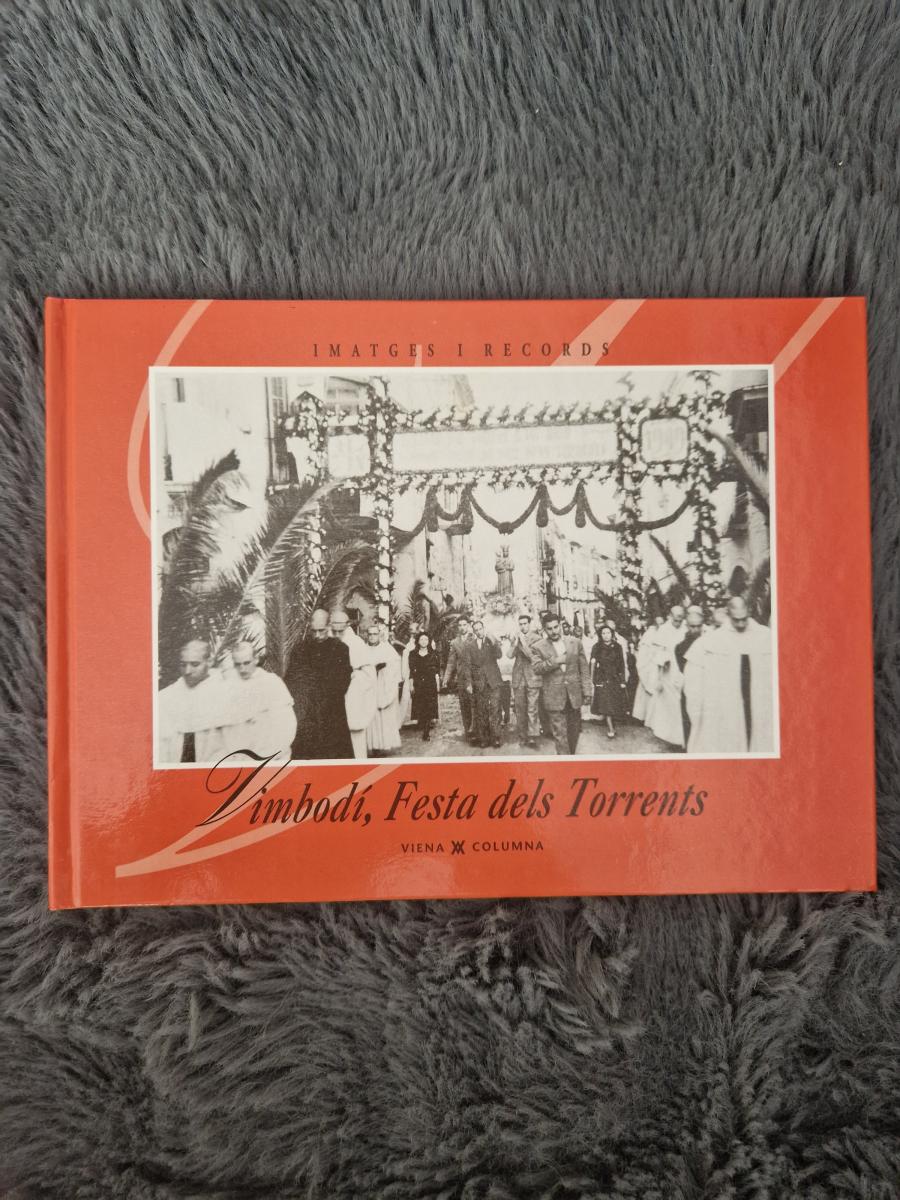 IMATGES I RECORDS
Vimbodí, Festa dels Torrents
VIENA COLUMNA